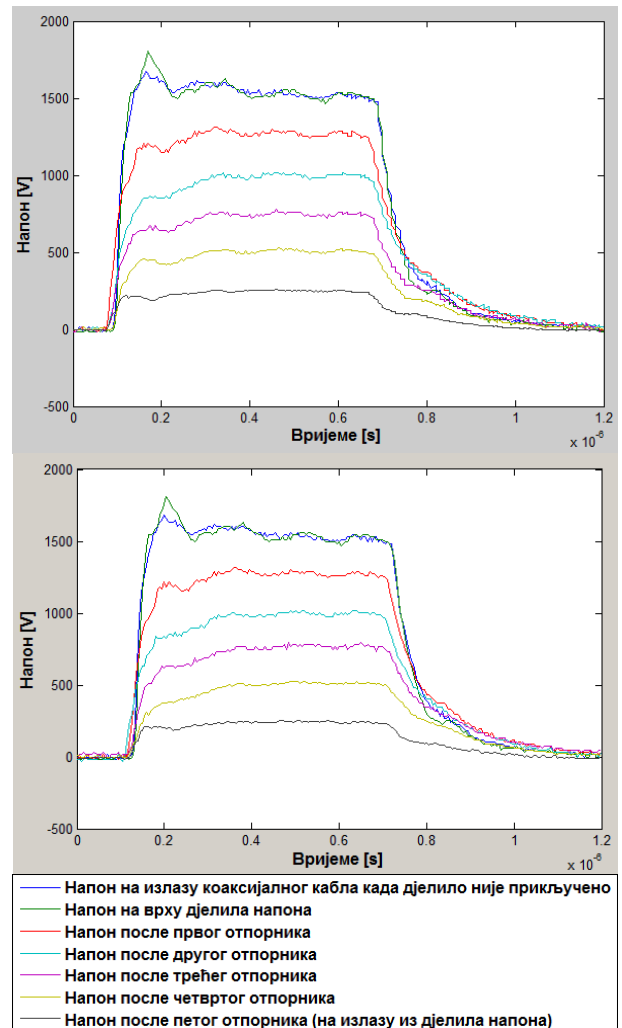 2000
1500
1000
500
0
-500
Напон [V]
0 0.2 0.4 0.6 0.8 1 1.2
Вријеме [s]
x 10⁻⁶
2000
1500
1000
500
0
-500
Напон [V]
0 0.2 0.4 0.6 0.8 1 1.2
Вријеме [s]
x 10⁻⁶
Напон на излазу коаксијалног кабла када дјелило није прикључено
Напон на врху дјелила напона
Напон после првог отпорника
Напон после другог отпорника
Напон после трећег отпорника
Напон после четвртог отпорника
Напон после петог отпорника (на излазу из дјелила напона)